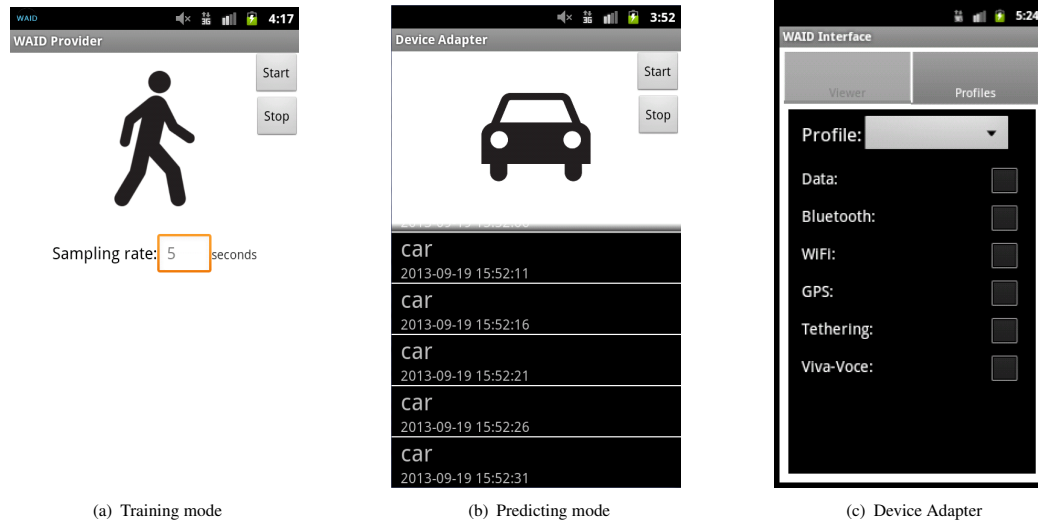 WAID 3G 4:17
WAID Provider
Start
Stop
Sampling rate: 5 seconds
(a) Training mode
3G 3:52
Device Adapter
Start
Stop
car
2013-09-19 15:52:11
car
2013-09-19 15:52:16
car
2013-09-19 15:52:21
car
2013-09-19 15:52:26
car
2013-09-19 15:52:31
(b) Predicting mode
5:24
WAID Interface
Viewer Profiles
Profile:
Data:
Bluetooth:
WiFi:
GPS:
Tethering:
Viva-Voce:
(c) Device Adapter